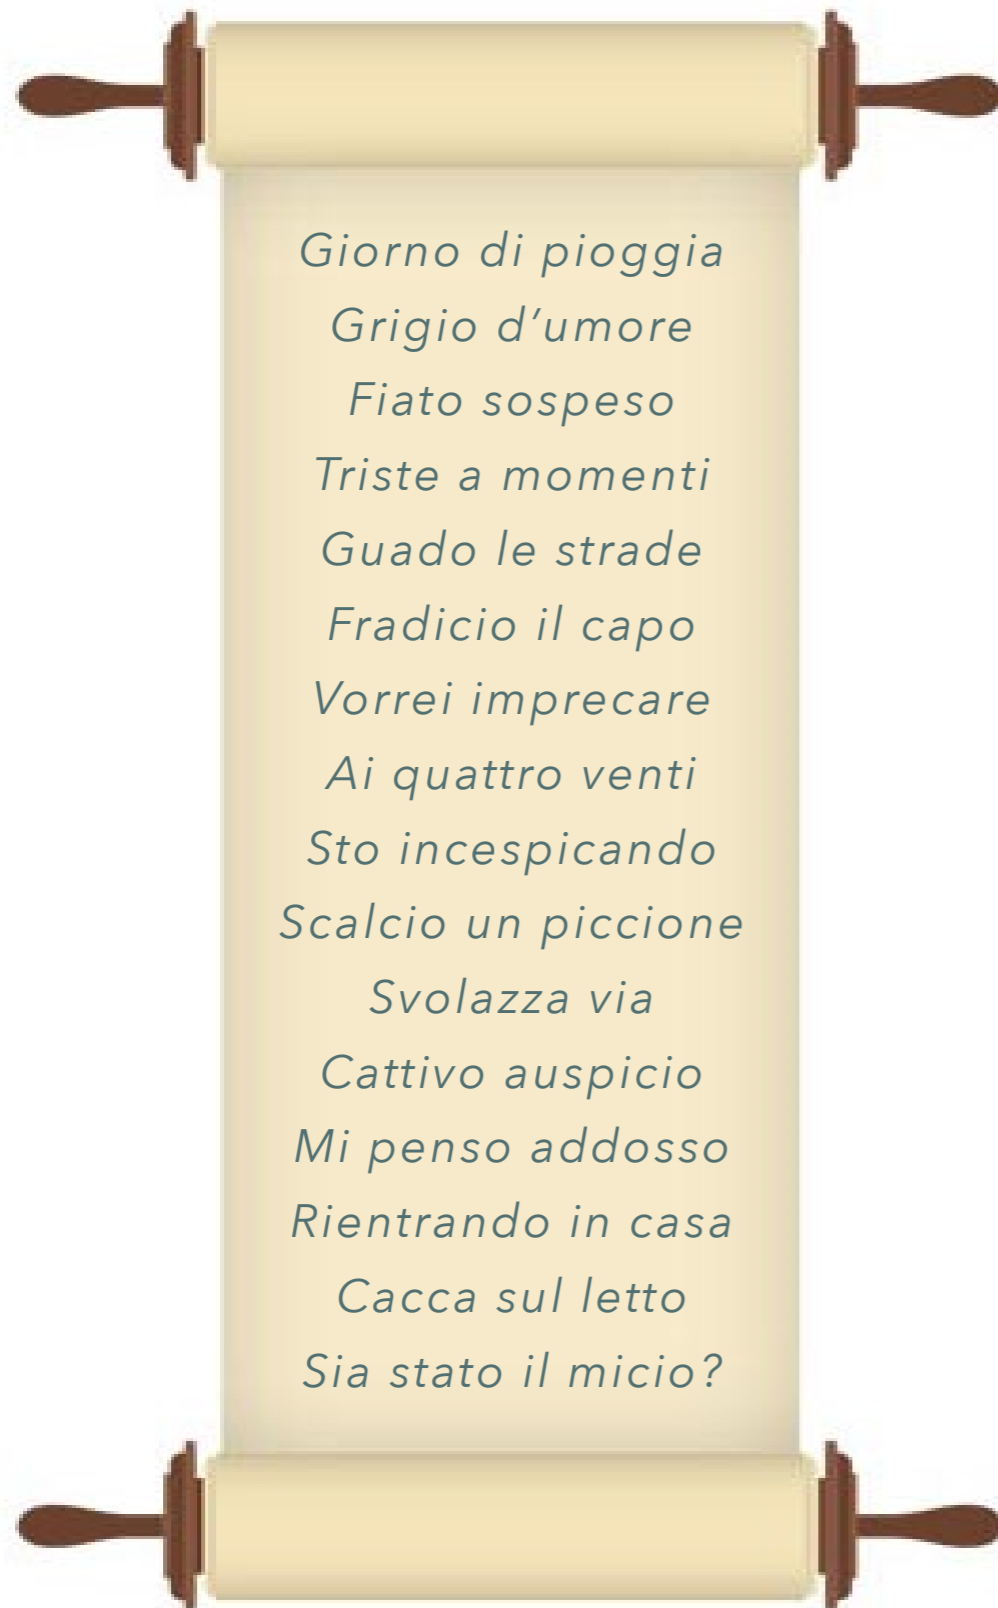 Giorno di pioggia
Grigio d’umore
Fiato sospeso
Triste a momenti
Guado le strade
Fradicio il capo
Vorrei imprecare
Ai quattro venti
Sto incespicando
Scalcio un piccione
Svolazza via
Cattivo auspicio
Mi penso addosso
Rientrando in casa
Cacca sul letto
Sia stato il micio?